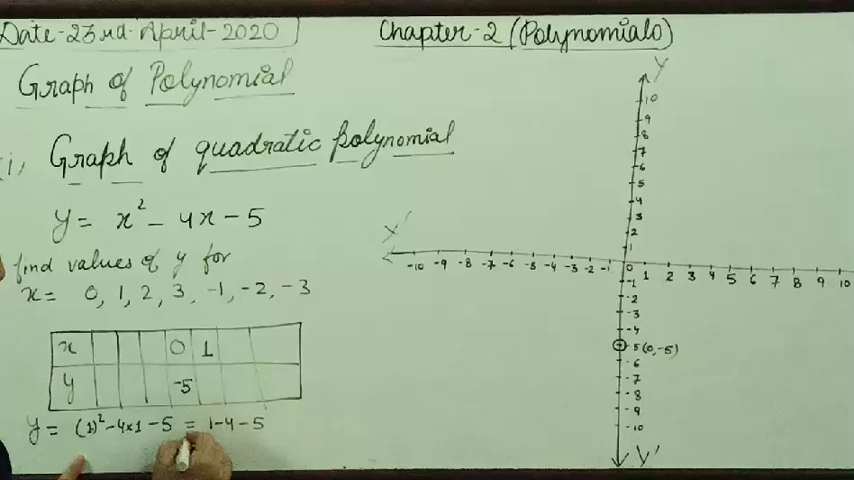 Date-23rd-April-2020
Chapter-2 (Polynomials)
Graph of Polynomial
(i) Graph of quadratic polynomial
y = x² - 4x - 5
find values of y for
x = 0, 1, 2, 3, -1, -2, -3
x 0 1
y -5
y = (1)² - 4×1 - 5 = 1-4-5
Y
10
9
8
7
6
5
4
3
2
1
X'
-10 -9 -8 -7 -6 -5 -4 -3 -2 -1 0 1 2 3 4 5 6 7 8 9 10
-1
-2
-3
-4
-5 (0,-5)
-6
-7
-8
-9
-10
Y'